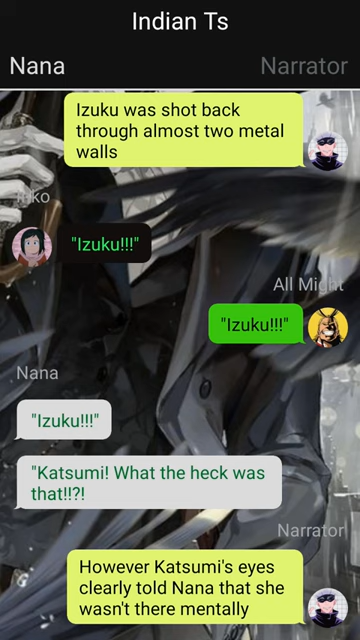 Indian Ts
Nana
Narrator
Izuku was shot back
through almost two metal
walls
Inko
"Izuku!!!"
All Might
"Izuku!!!"
Nana
"Izuku!!!"
"Katsumi! What the heck was
that!!?!
Narrator
However Katsumi's eyes
clearly told Nana that she
wasn't there mentally